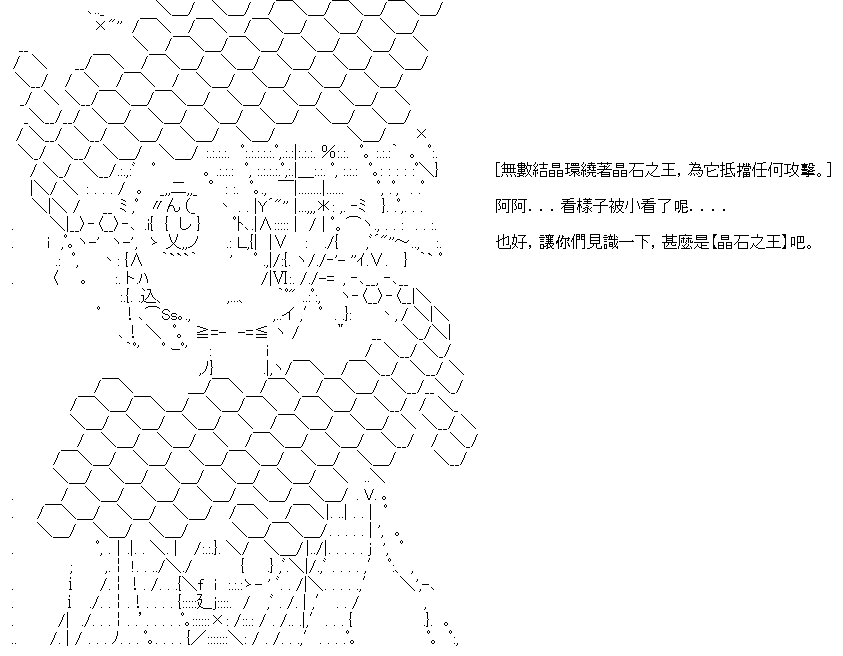 [無數結晶環繞著晶石之王，為它抵擋任何攻擊。]
阿阿...看樣子被小看了呢....
也好，讓你們見識一下，甚麼是【晶石之王】吧。